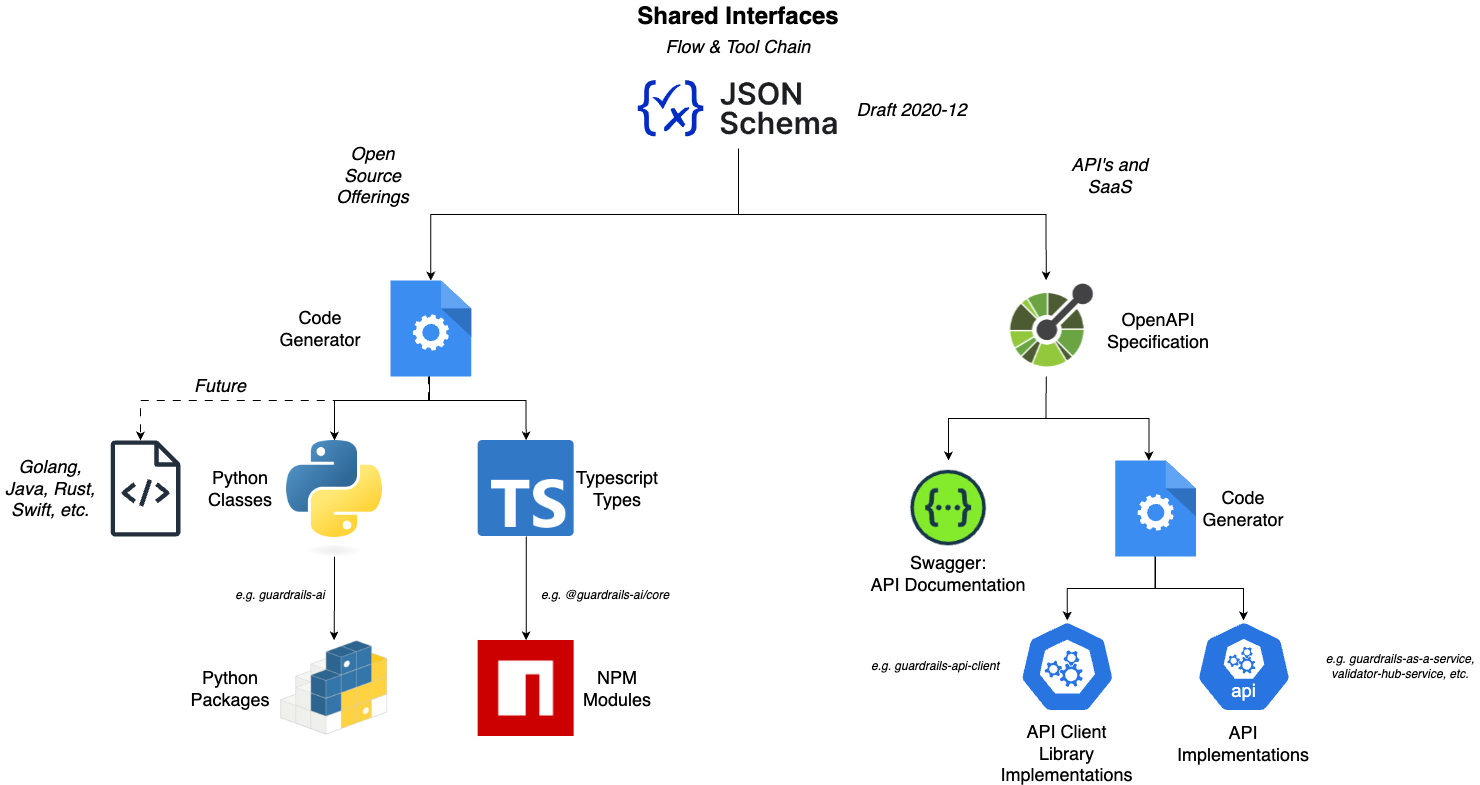 Shared Interfaces
Flow & Tool Chain
JSON
Schema
Draft 2020-12
Open
Source
Offerings
API's and
SaaS
Code
Generator
OpenAPI
Specification
Future
Golang,
Java, Rust,
Swift, etc.
</>
Python
Classes
TS
Typescript
Types
{...}
Swagger:
API Documentation
Code
Generator
e.g. guardrails-ai
e.g. @guardrails-ai/core
Python
Packages
NPM
Modules
e.g. guardrails-api-client
api
e.g. guardrails-as-a-service,
validator-hub-service, etc.
API Client
Library
Implementations
API
Implementations